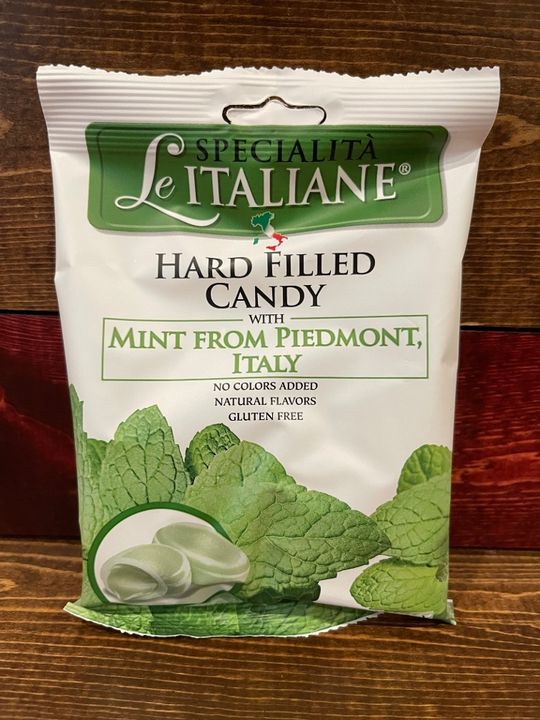 SPECIALITÀ
Le ITALIANE®
HARD FILLED
CANDY
WITH
MINT FROM PIEDMONT,
ITALY
NO COLORS ADDED
NATURAL FLAVORS
GLUTEN FREE